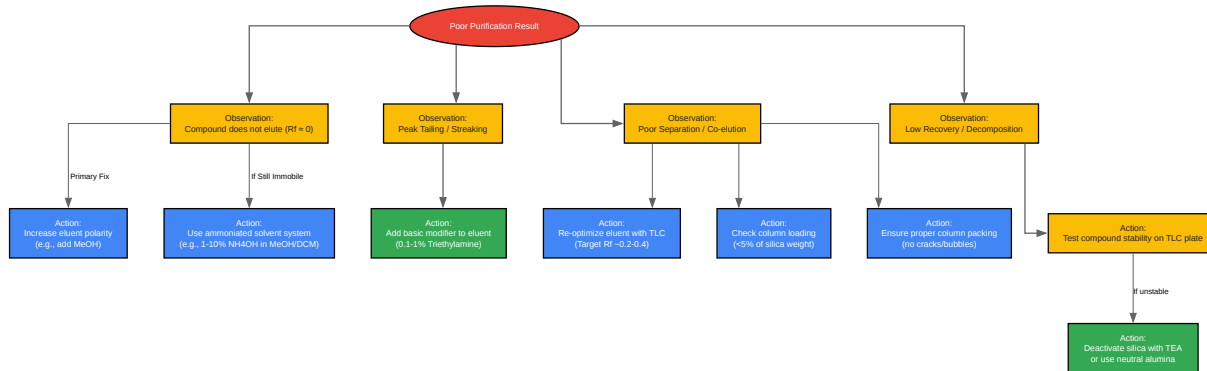 Poor Purification Result
Observation:
Compound does not elute (Rf ≈ 0)
Observation:
Peak Tailing / Streaking
Observation:
Poor Separation / Co-elution
Observation:
Low Recovery / Decomposition
Primary Fix
If Still Immobile
Action:
Increase eluent polarity
(e.g., add MeOH)
Action:
Use ammoniated solvent system
(e.g., 1-10% NH4OH in MeOH/DCM)
Action:
Add basic modifier to eluent
(0.1-1% Triethylamine)
Action:
Re-optimize eluent with TLC
(Target Rf ~0.2-0.4)
Action:
Check column loading
(<5% of silica weight)
Action:
Ensure proper column packing
(no cracks/bubbles)
Action:
Test compound stability on TLC plate
If unstable
Action:
Deactivate silica with TEA
or use neutral alumina